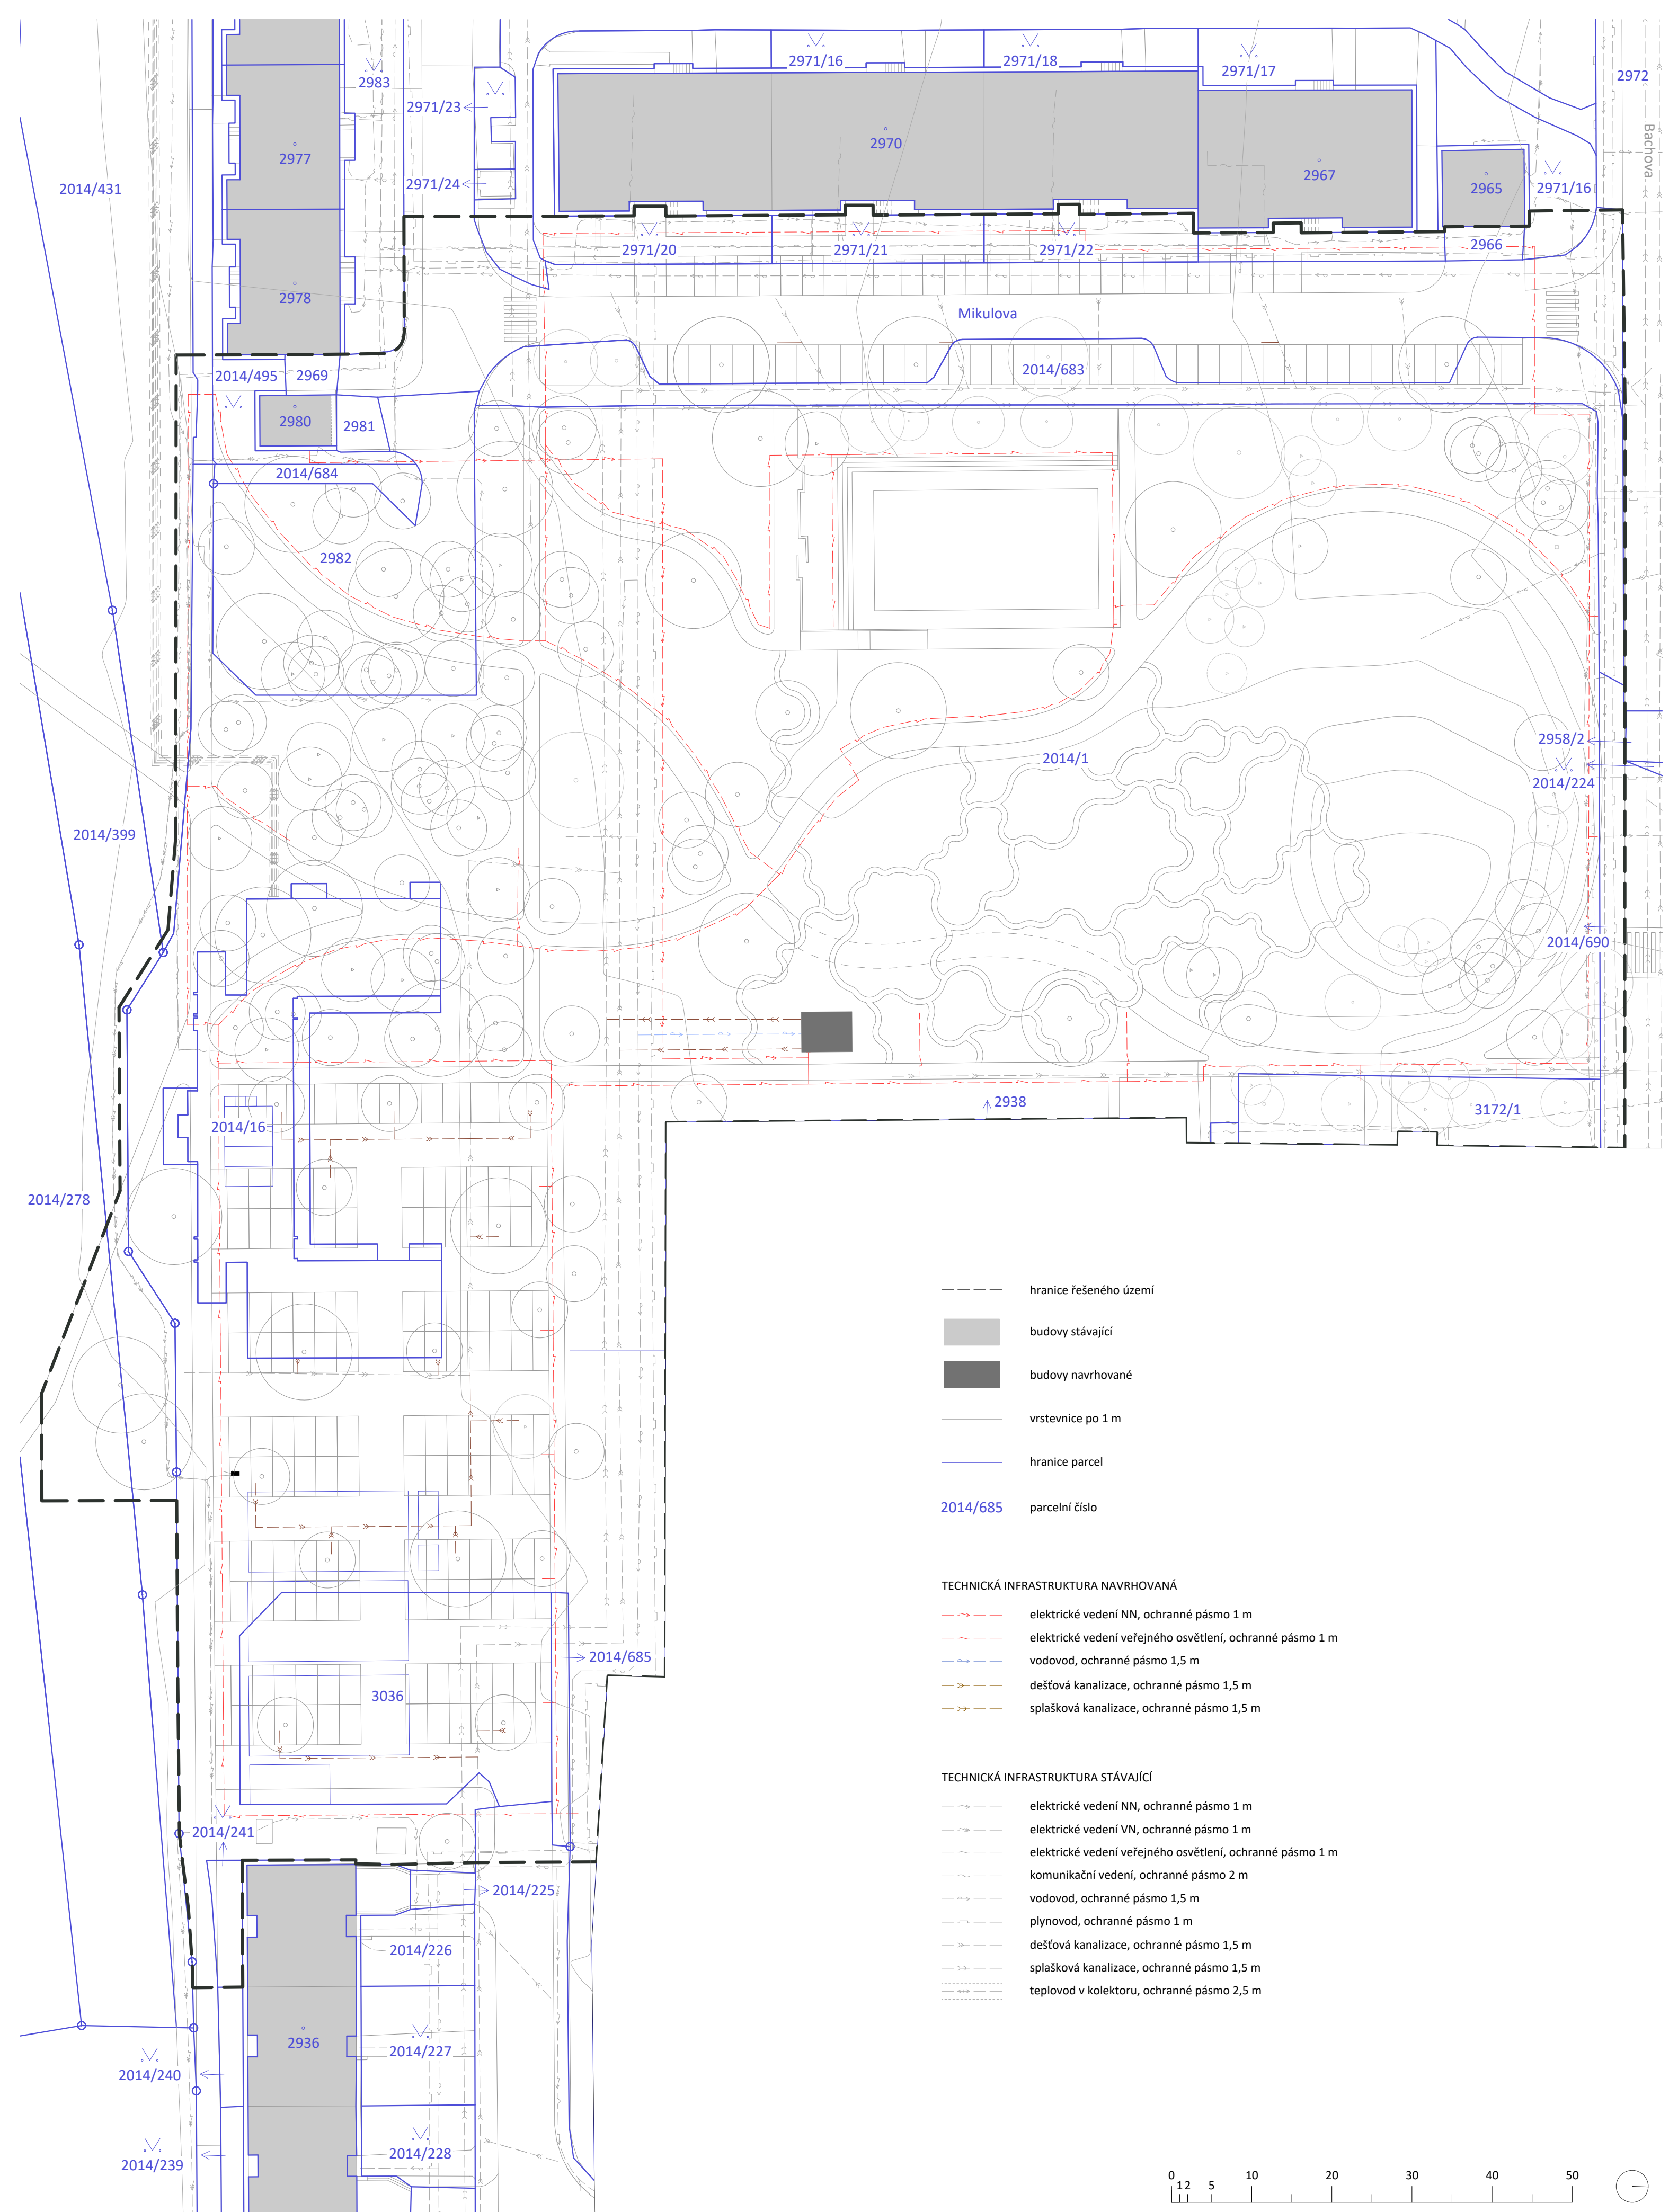 2983
2971/16
2971/18
2971/17
2972
Bachova
2971/23
2977
2970
2967
2965
2971/16
2014/431
2971/24
2971/20
2971/21
2971/22
2966
2978
Mikulova
2014/495
2969
2014/683
2980
2981
2014/684
2982
2958/2
2014/1
2014/224
2014/399
2014/690
2938
3172/1
2014/16
2014/278
hranice řešeného území
budovy stávající
budovy navrhované
vrstevnice po 1 m
hranice parcel
2014/685 parcelní číslo
TECHNICKÁ INFRASTRUKTURA NAVRHOVANÁ
elektrické vedení NN, ochranné pásmo 1 m
elektrické vedení veřejného osvětlení, ochranné pásmo 1 m
vodovod, ochranné pásmo 1,5 m
dešťová kanalizace, ochranné pásmo 1,5 m
splašková kanalizace, ochranné pásmo 1,5 m
2014/685
3036
TECHNICKÁ INFRASTRUKTURA STÁVAJÍCÍ
elektrické vedení NN, ochranné pásmo 1 m
elektrické vedení VN, ochranné pásmo 1 m
elektrické vedení veřejného osvětlení, ochranné pásmo 1 m
komunikační vedení, ochranné pásmo 2 m
vodovod, ochranné pásmo 1,5 m
plynovod, ochranné pásmo 1 m
dešťová kanalizace, ochranné pásmo 1,5 m
splašková kanalizace, ochranné pásmo 1,5 m
teplovod v kolektoru, ochranné pásmo 2,5 m
2014/241
2014/225
2014/226
2936
2014/227
2014/240
2014/228
2014/239
0 1 2 5 10 20 30 40 50